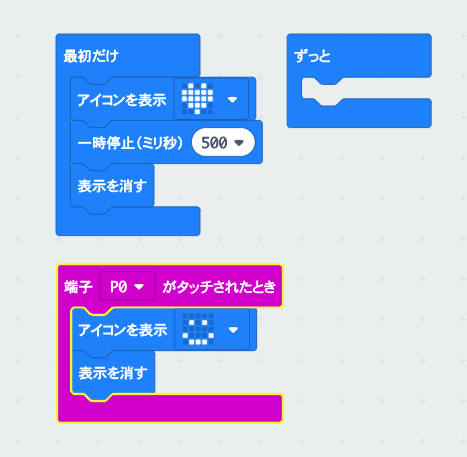 最初だけ
アイコンを表示
一時停止(ミリ秒) 500
表示を消す
ずっと
端子 P0 がタッチされたとき
アイコンを表示
表示を消す